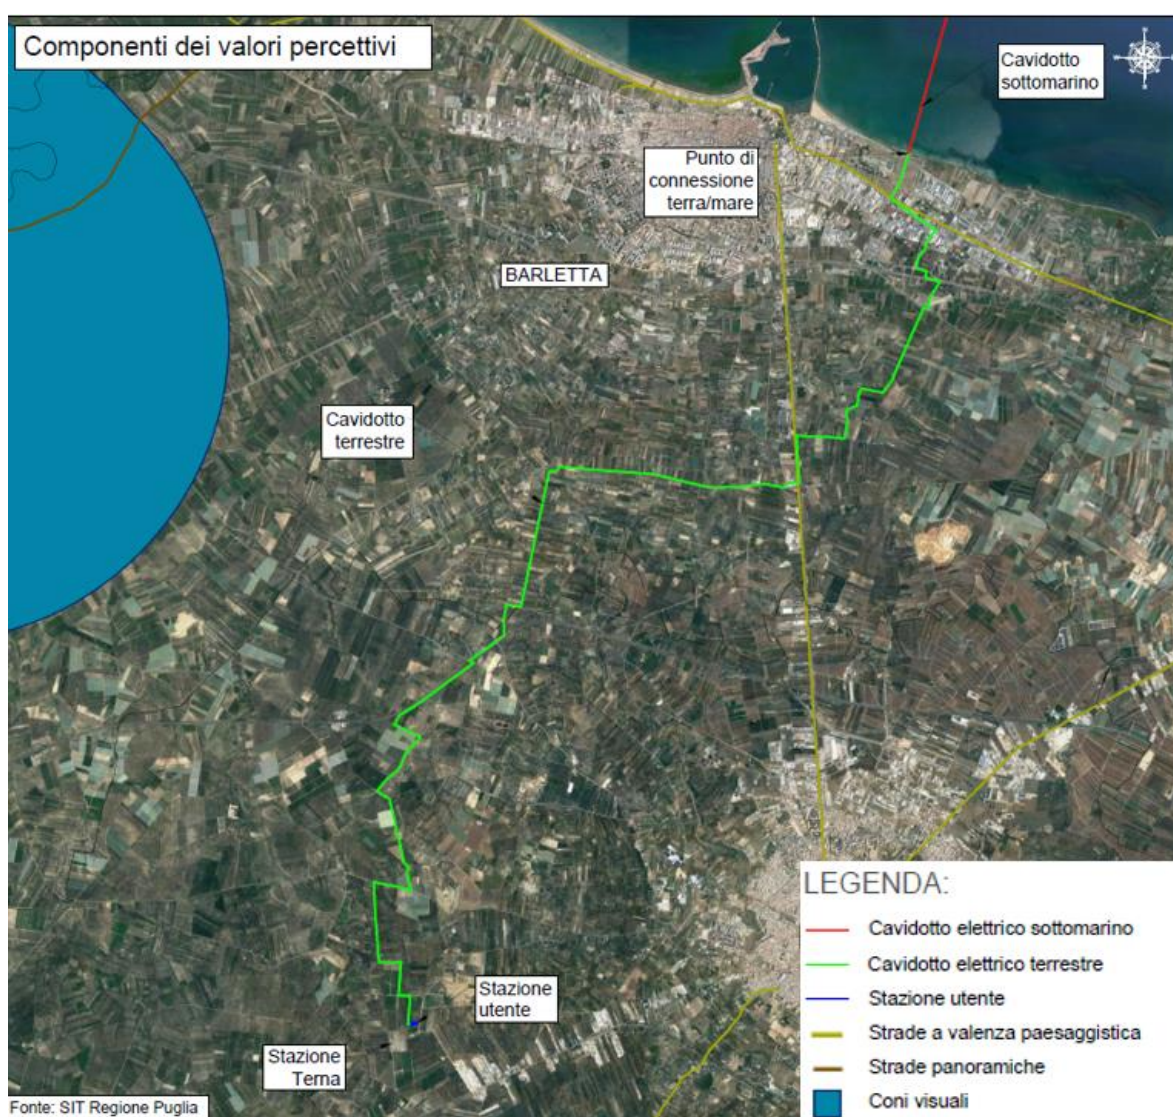 Componenti dei valori percettivi
Cavidotto
sottomarino
Punto di
connessione
terra/mare
BARLETTA
Cavidotto
terrestre
Stazione
utente
Stazione
Terna
LEGENDA:
Cavidotto elettrico sottomarino
Cavidotto elettrico terrestre
Stazione utente
Strade a valenza paesaggistica
Strade panoramiche
Coni visuali
Fonte: SIT Regione Puglia